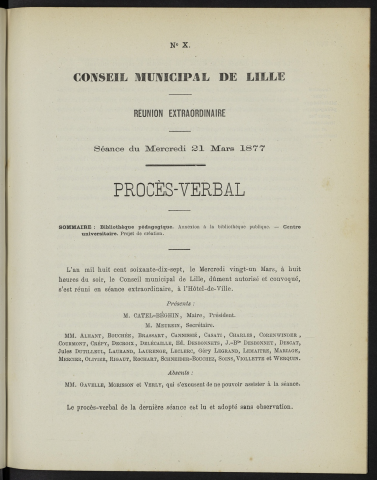 N° X.
CONSEIL MUNICIPAL DE LILLE
RÉUNION EXTRAORDINAIRE
Séance du Mercredi 21 Mars 1877
PROCÈS-VERBAL
SOMMAIRE : Bibliothèque pédagogique. Annexion à la bibliothèque publique. — Centre
universitaire. Projet de création.
L'an mil huit cent soixante-dix-sept, le Mercredi vingt-un Mars, à huit
heures du soir, le Conseil Municipal de Lille, dûment autorisé et convoqué,
s'est réuni en séance extraordinaire, à l'Hôtel-de-Ville.
Présents :
M. CATEL-BÉGHIN, Maire, Président.
M. MEUREIN, Secrétaire.
MM. ALHANT, BOUCHÉE, BRASSART, CANNISSIÉ, CASATI, CHARLES, CORENWINDER,
COURMONT, CRÉPY, DECROIX, DELÉCAILLE, Ed. DESBONNETS, J.-Bte DESBONNET, DESCAT,
Jules DUTILLEUL, LAURAND, LAURENGE, LECLERC, Géry LEGRAND, LEMAITRE, MARIAGE,
MERCIER, OLIVIER, RIGAUT, ROCHART, SCHNEIDER-BOUCHEZ, SOINS, VIOLLETTE et WERQUIN.
Absents :
MM. GAVELLE, MORISSON et VERLY, qui s'excusent de ne pouvoir assister à la séance.
Le procès-verbal de la dernière séance est lu et adopté sans observation.